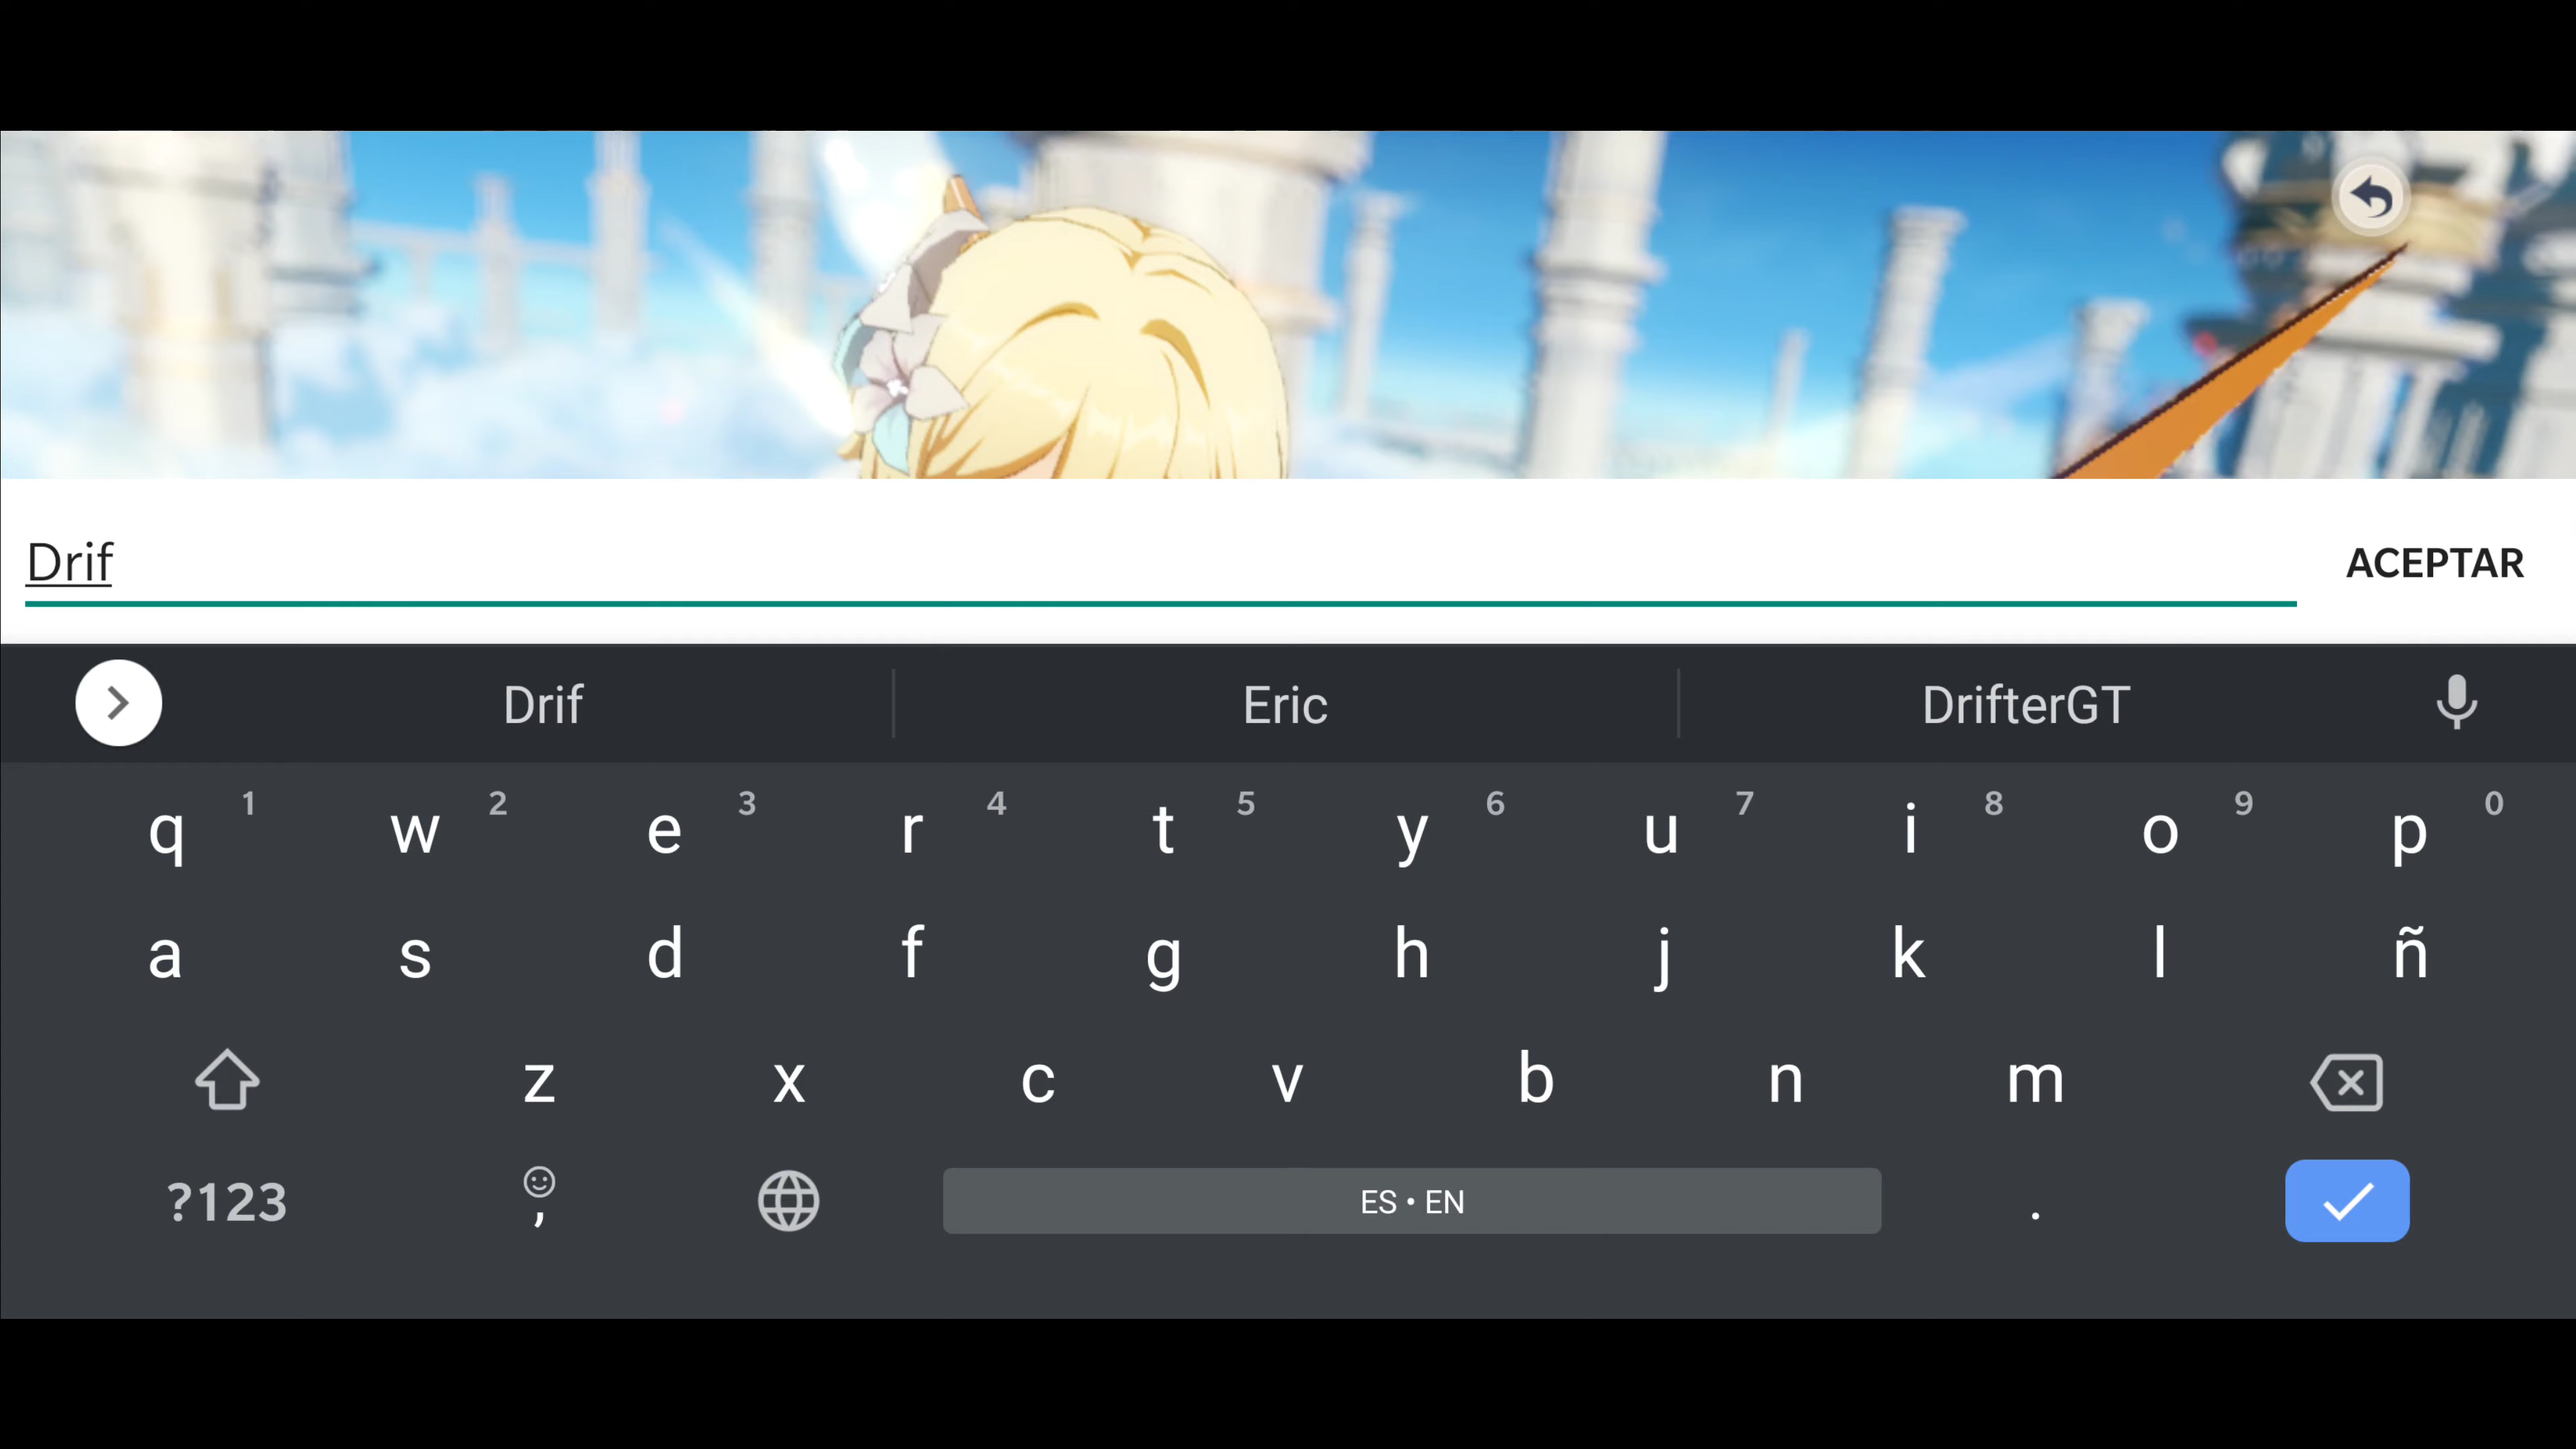 Drif
ACEPTAR
Drif Eric DrifterGT
q 1 w 2 e 3 r 4 t 5 y 6 u 7 i 8 o 9 p 0
a s d f g h j k l ñ
z x c v b n m
?123 , ES • EN .